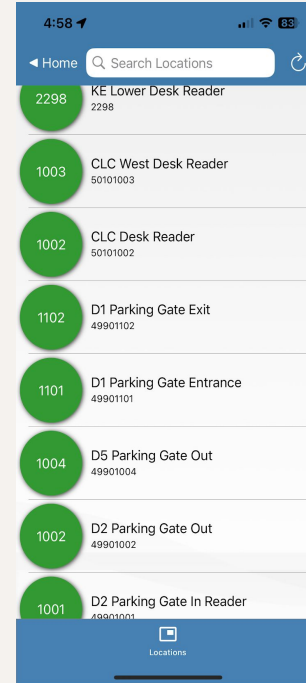 4:58
83
Home
Search Locations
2298
KE Lower Desk Reader
2298
1003
CLC West Desk Reader
50101003
1002
CLC Desk Reader
50101002
1102
D1 Parking Gate Exit
49901102
1101
D1 Parking Gate Entrance
49901101
1004
D5 Parking Gate Out
49901004
1002
D2 Parking Gate Out
49901002
1001
D2 Parking Gate In Reader
49901001
Locations